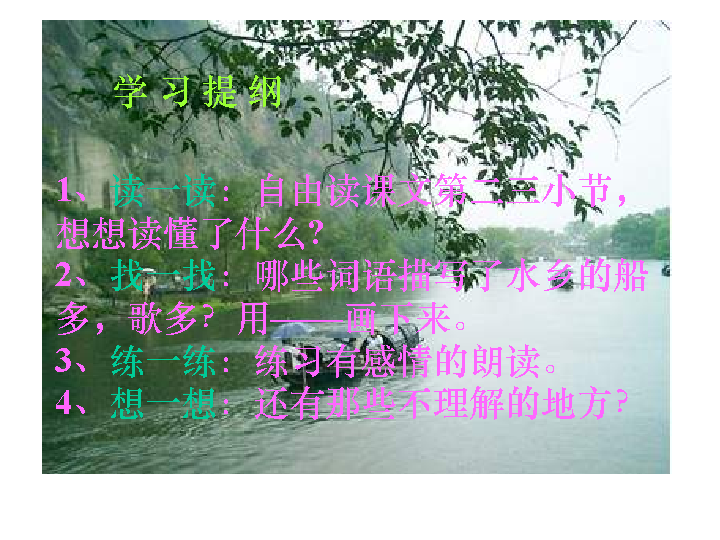 学习提纲
1、读一读：自由读课文第二三小节，
想想读懂了什么?
2、找一找：哪些词语描写了水乡的船
多，歌多？用——画下来。
3、练一练：练习有感情的朗读。
4、想一想：还有那些不理解的地方？